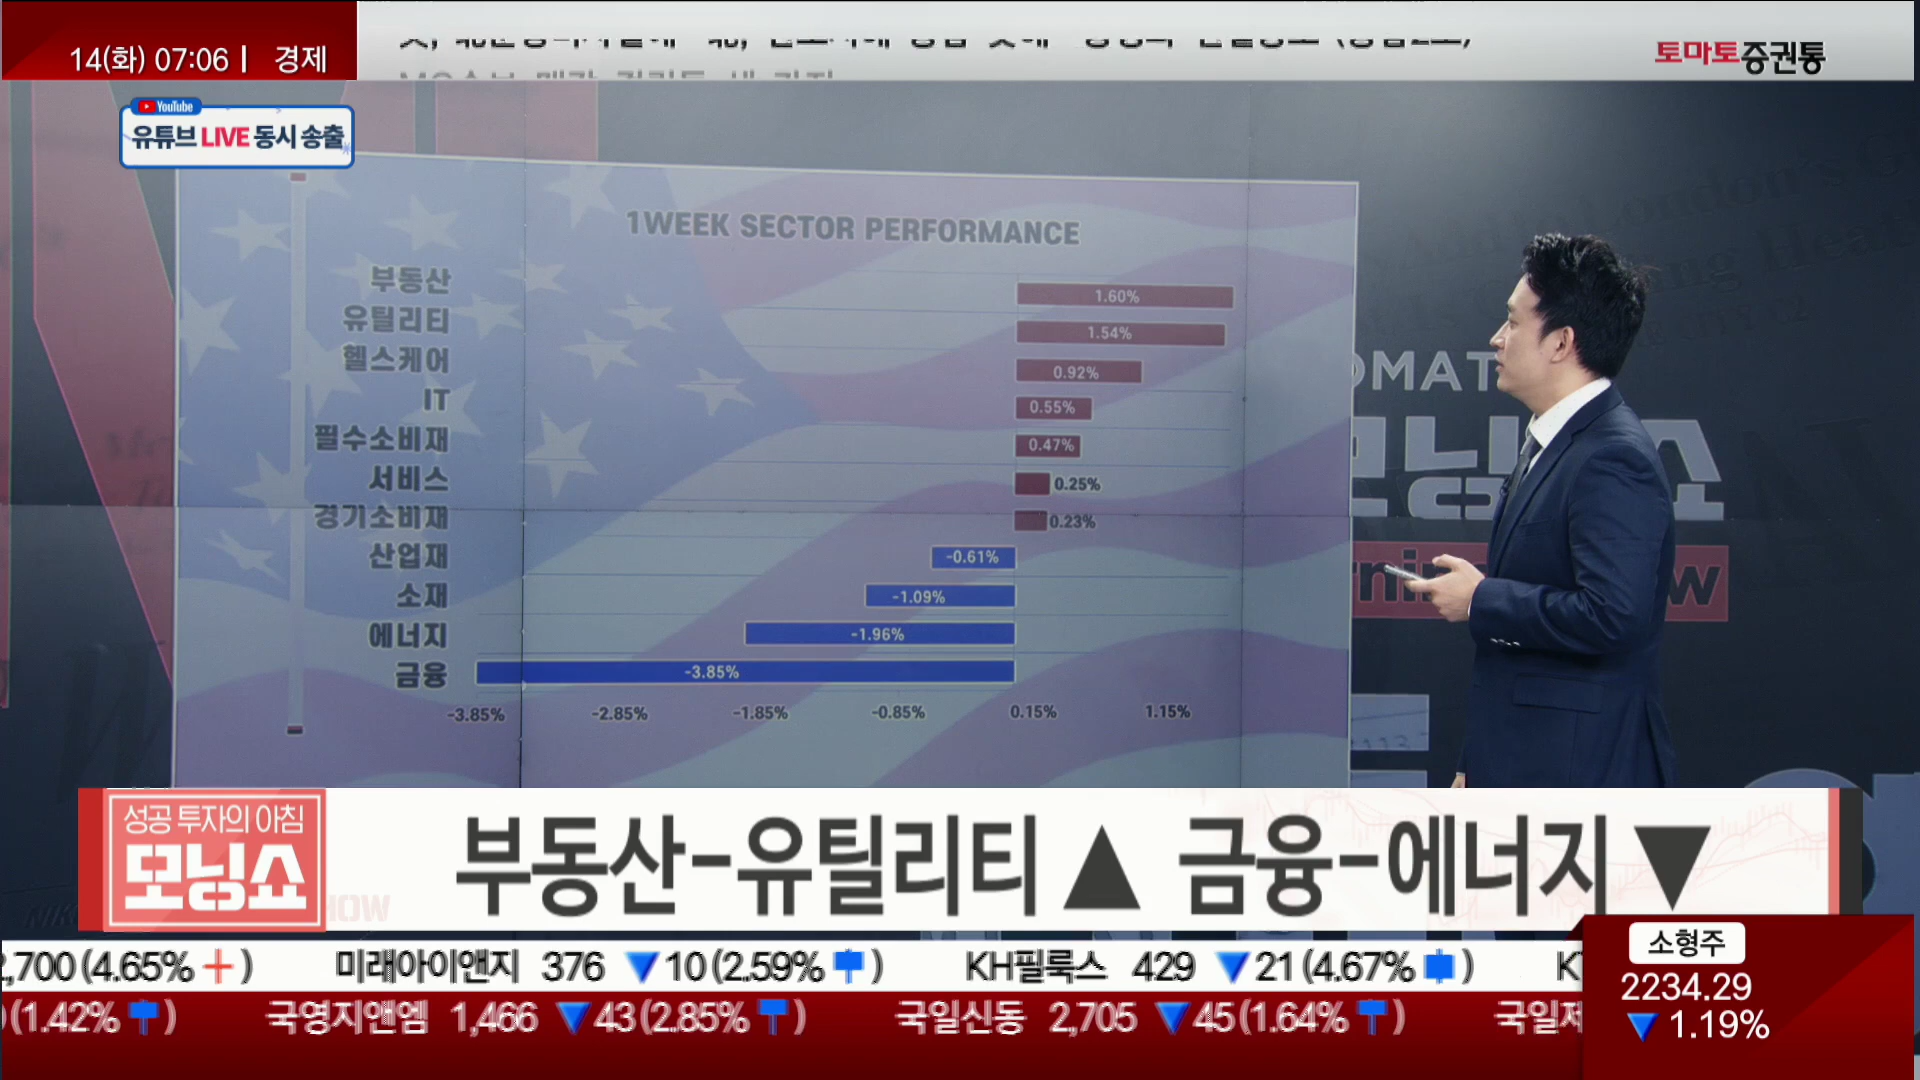 14(화) 07:06 | 경제
토마토증권통
YouTube
유튜브 LIVE 동시 송출
1WEEK SECTOR PERFORMANCE
부동산 1.60%
유틸리티 1.54%
헬스케어 0.92%
IT 0.55%
필수소비재 0.47%
서비스 0.25%
경기소비재 0.23%
산업재 -0.61%
소재 -1.09%
에너지 -1.96%
금융 -3.85%
-3.85% -2.85% -1.85% -0.85% 0.15% 1.15%
성공 투자의 아침
모닝쇼
부동산-유틸리티▲ 금융-에너지▼
,700(4.65% + ) 미래아이앤지 376 ▼10(2.59% ) KH필룩스 429 ▼21(4.67% )
(1.42% ) 국영지앤엠 1,466 ▼43(2.85% ) 국일신동 2,705 ▼45(1.64% ) 국일제
소형주
2234.29
▼ 1.19%